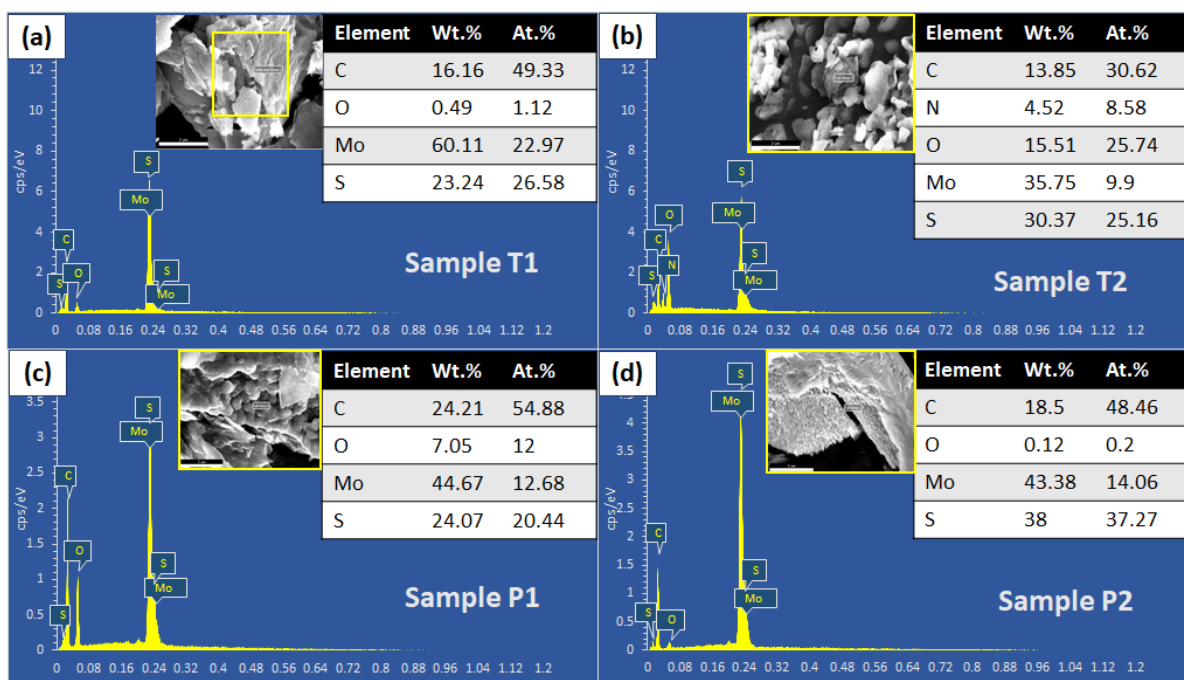 (a)
Element Wt.% At.%
C 16.16 49.33
O 0.49 1.12
Mo 60.11 22.97
S 23.24 26.58
12
10
8
6
4
2
0
cps/eV
S
Mo
C
S
O
S
Mo
Sample T1
0 0.08 0.16 0.24 0.32 0.4 0.48 0.56 0.64 0.72 0.8 0.88 0.96 1.04 1.12 1.2
(b)
Element Wt.% At.%
C 13.85 30.62
N 4.52 8.58
O 15.51 25.74
Mo 35.75 9.9
S 30.37 25.16
12
10
8
6
4
2
0
cps/eV
S
Mo
O
C
N
S
S
Mo
Sample T2
0 0.08 0.16 0.24 0.32 0.4 0.48 0.56 0.64 0.72 0.8 0.88 0.96 1.04 1.12 1.2
(c)
Element Wt.% At.%
C 24.21 54.88
O 7.05 12
Mo 44.67 12.68
S 24.07 20.44
3.5
3
2.5
2
1.5
1
0.5
0
cps/eV
S
Mo
C
O
S
S
Mo
Sample P1
0 0.08 0.16 0.24 0.32 0.4 0.48 0.56 0.64 0.72 0.8 0.88 0.96 1.04 1.12 1.2
(d)
Element Wt.% At.%
C 18.5 48.46
O 0.12 0.2
Mo 43.38 14.06
S 38 37.27
4.5
4
3.5
3
2.5
2
1.5
1
0.5
0
cps/eV
S
Mo
C
S
O
S
Mo
Sample P2
0 0.08 0.16 0.24 0.32 0.4 0.48 0.56 0.64 0.72 0.8 0.88 0.96 1.04 1.12 1.2